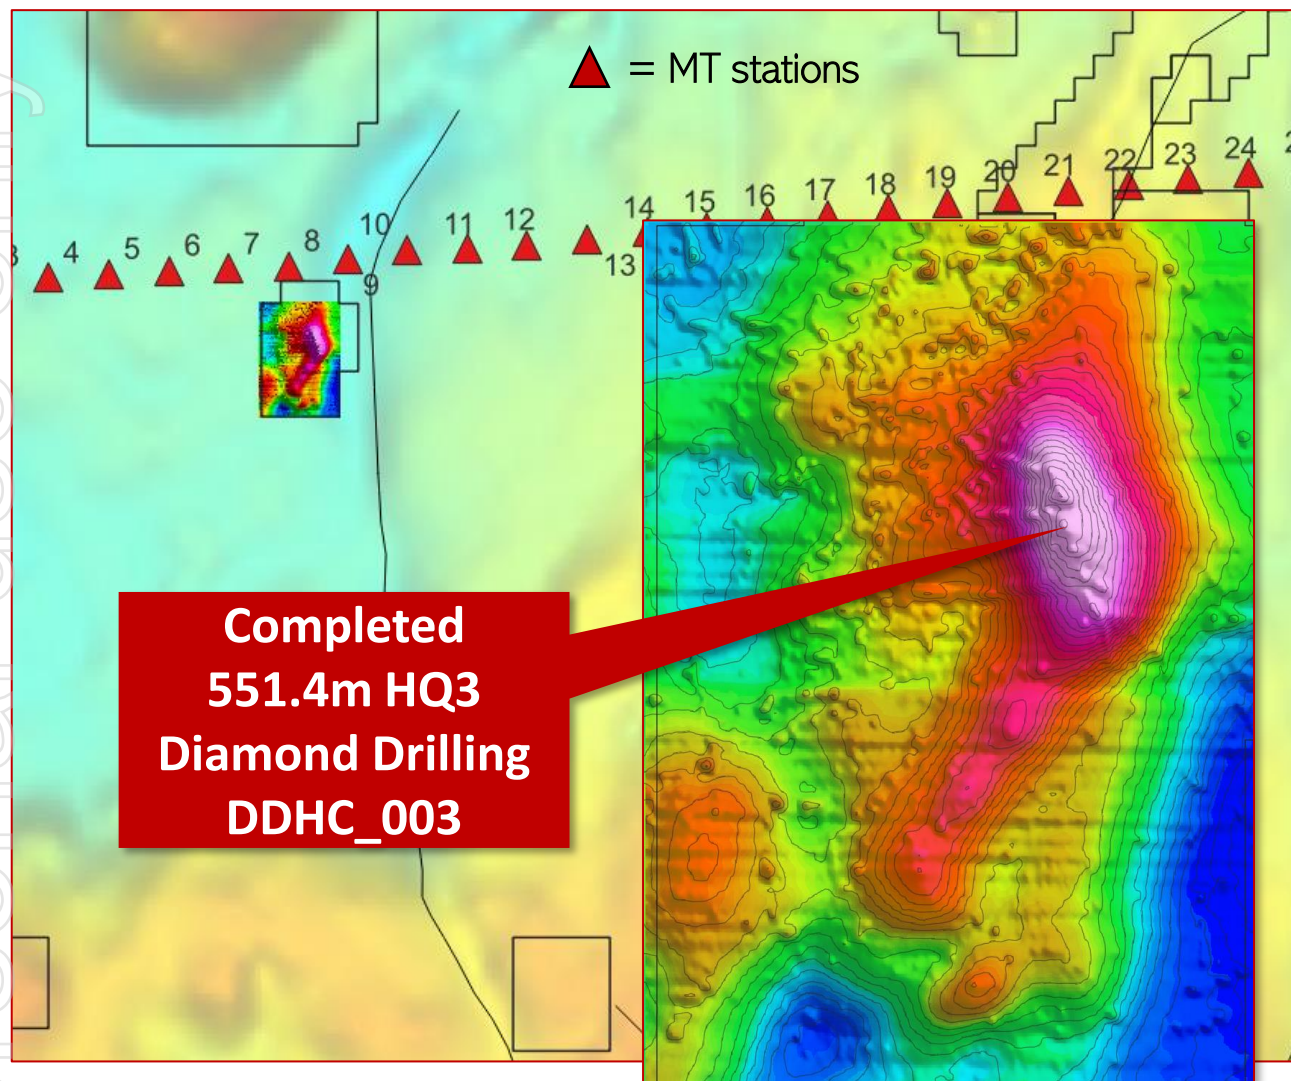 = MT stations
4 5 6 7 8 9 10 11 12 13 14 15 16 17 18 19 20 21 22 23 24
Completed
551.4m HQ3
Diamond Drilling
DDHC_003